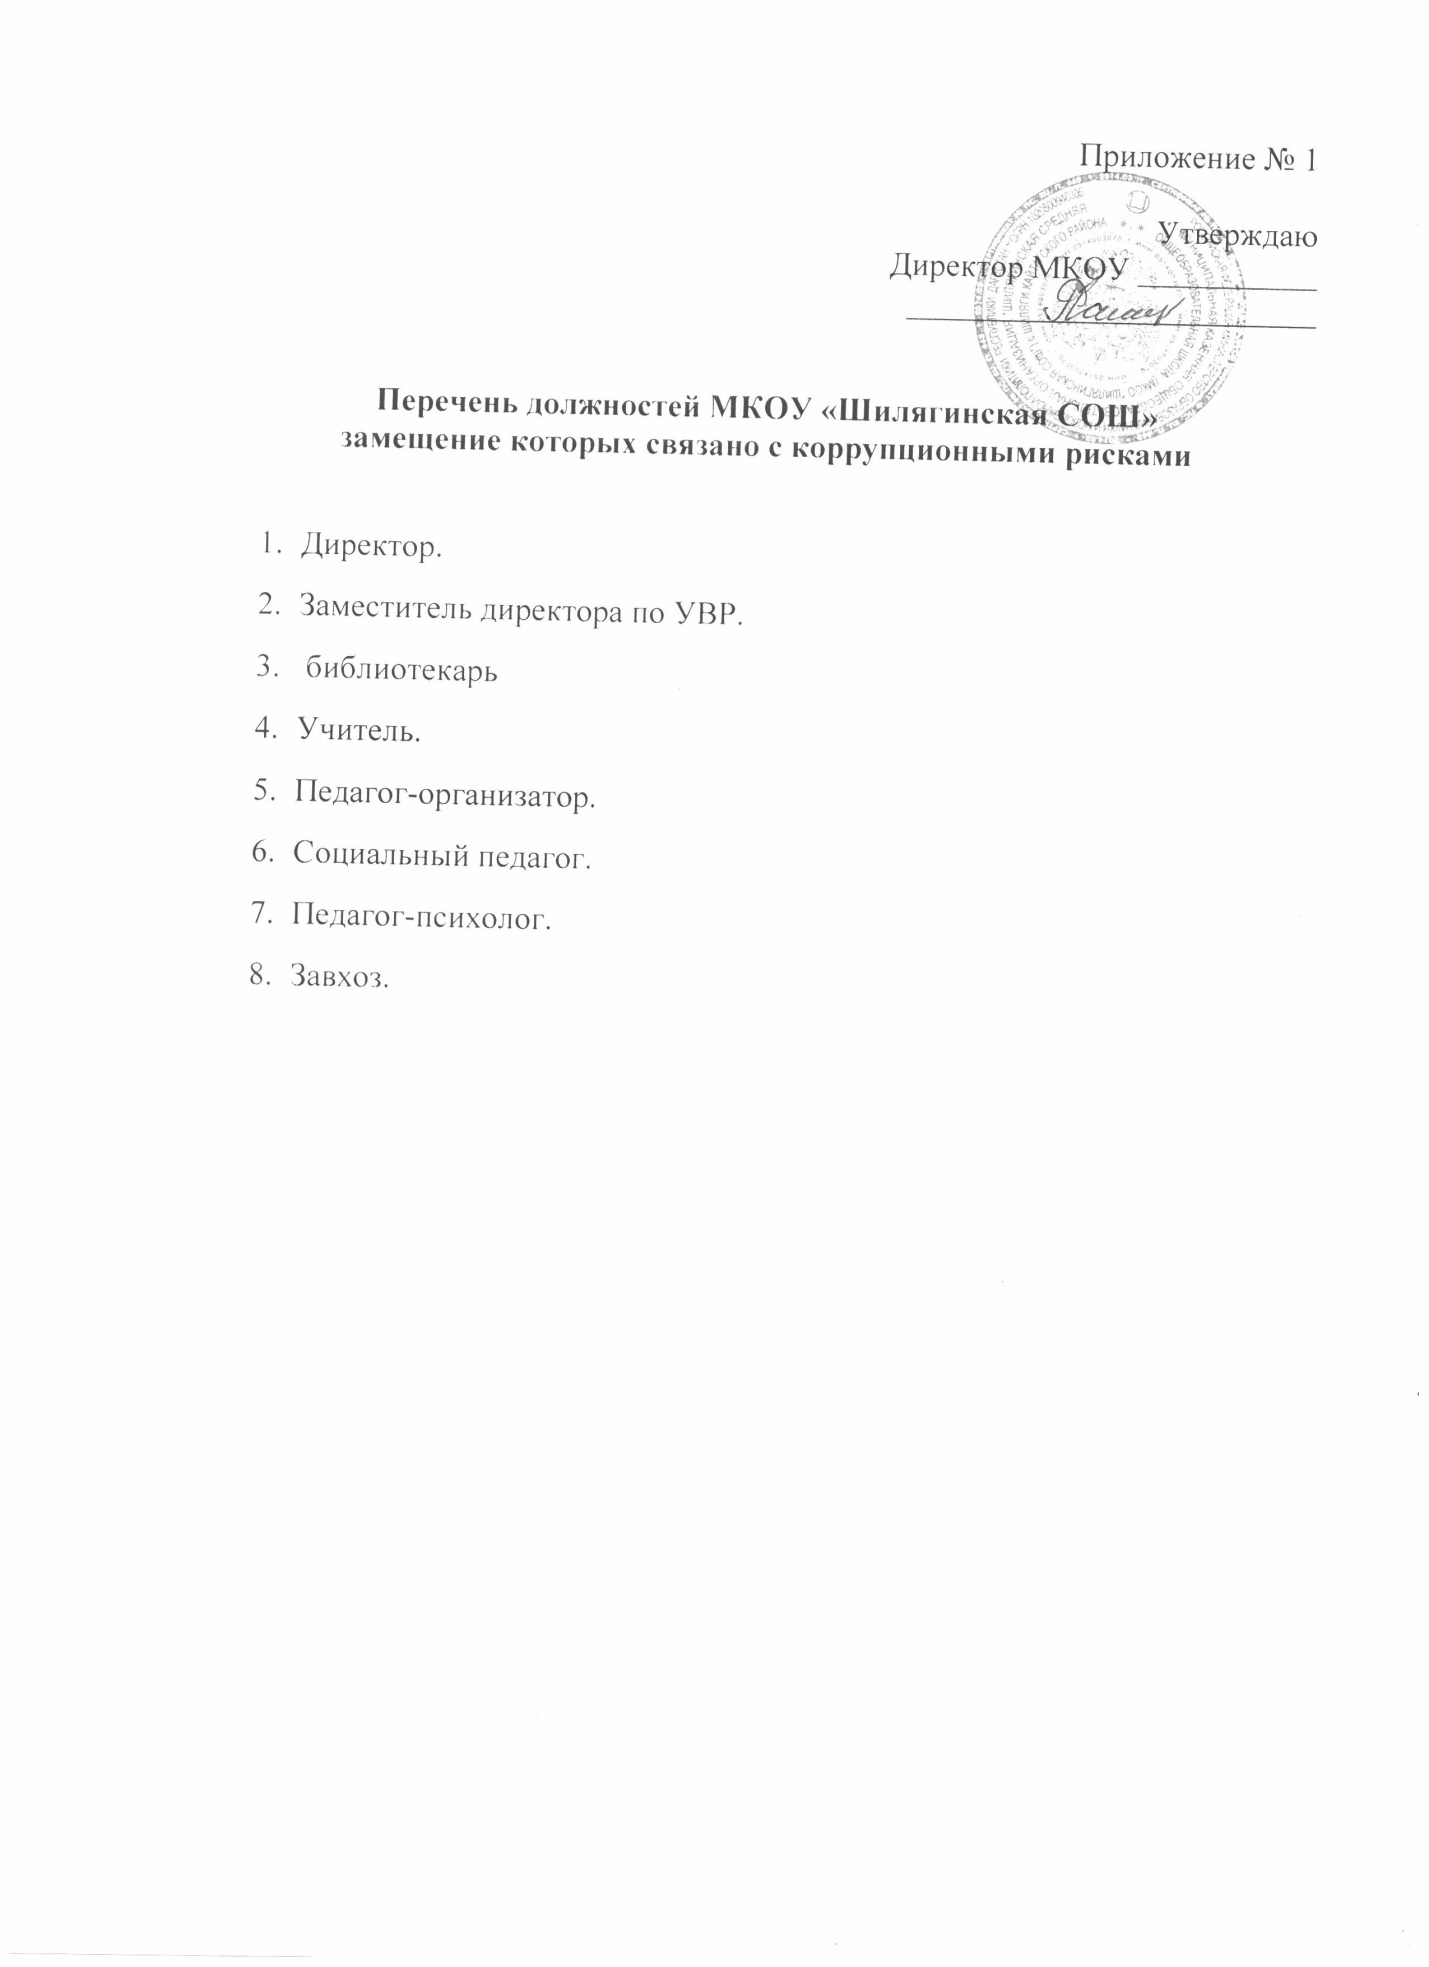 Приложение № 1
Утверждаю
Директор МКОУ ____________
____________________________
Перечень должностей МКОУ «Шилягинская СОШ»
замещение которых связано с коррупционными рисками
1. Директор.
2. Заместитель директора по УВР.
3. библиотекарь
4. Учитель.
5. Педагог-организатор.
6. Социальный педагог.
7. Педагог-психолог.
8. Завхоз.